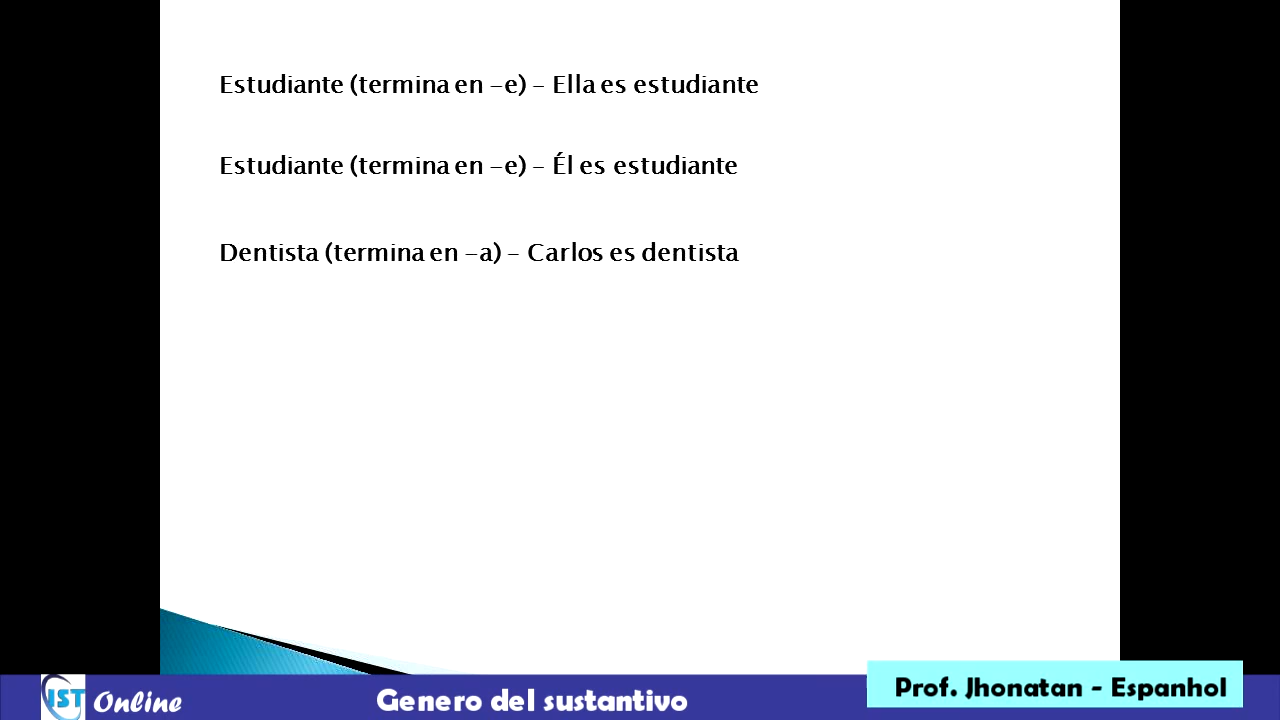 Estudiante (termina en -e) - Ella es estudiante
Estudiante (termina en -e) - Él es estudiante
Dentista (termina en -a) - Carlos es dentista
IST Online
Genero del sustantivo
Prof. Jhonatan - Espanhol